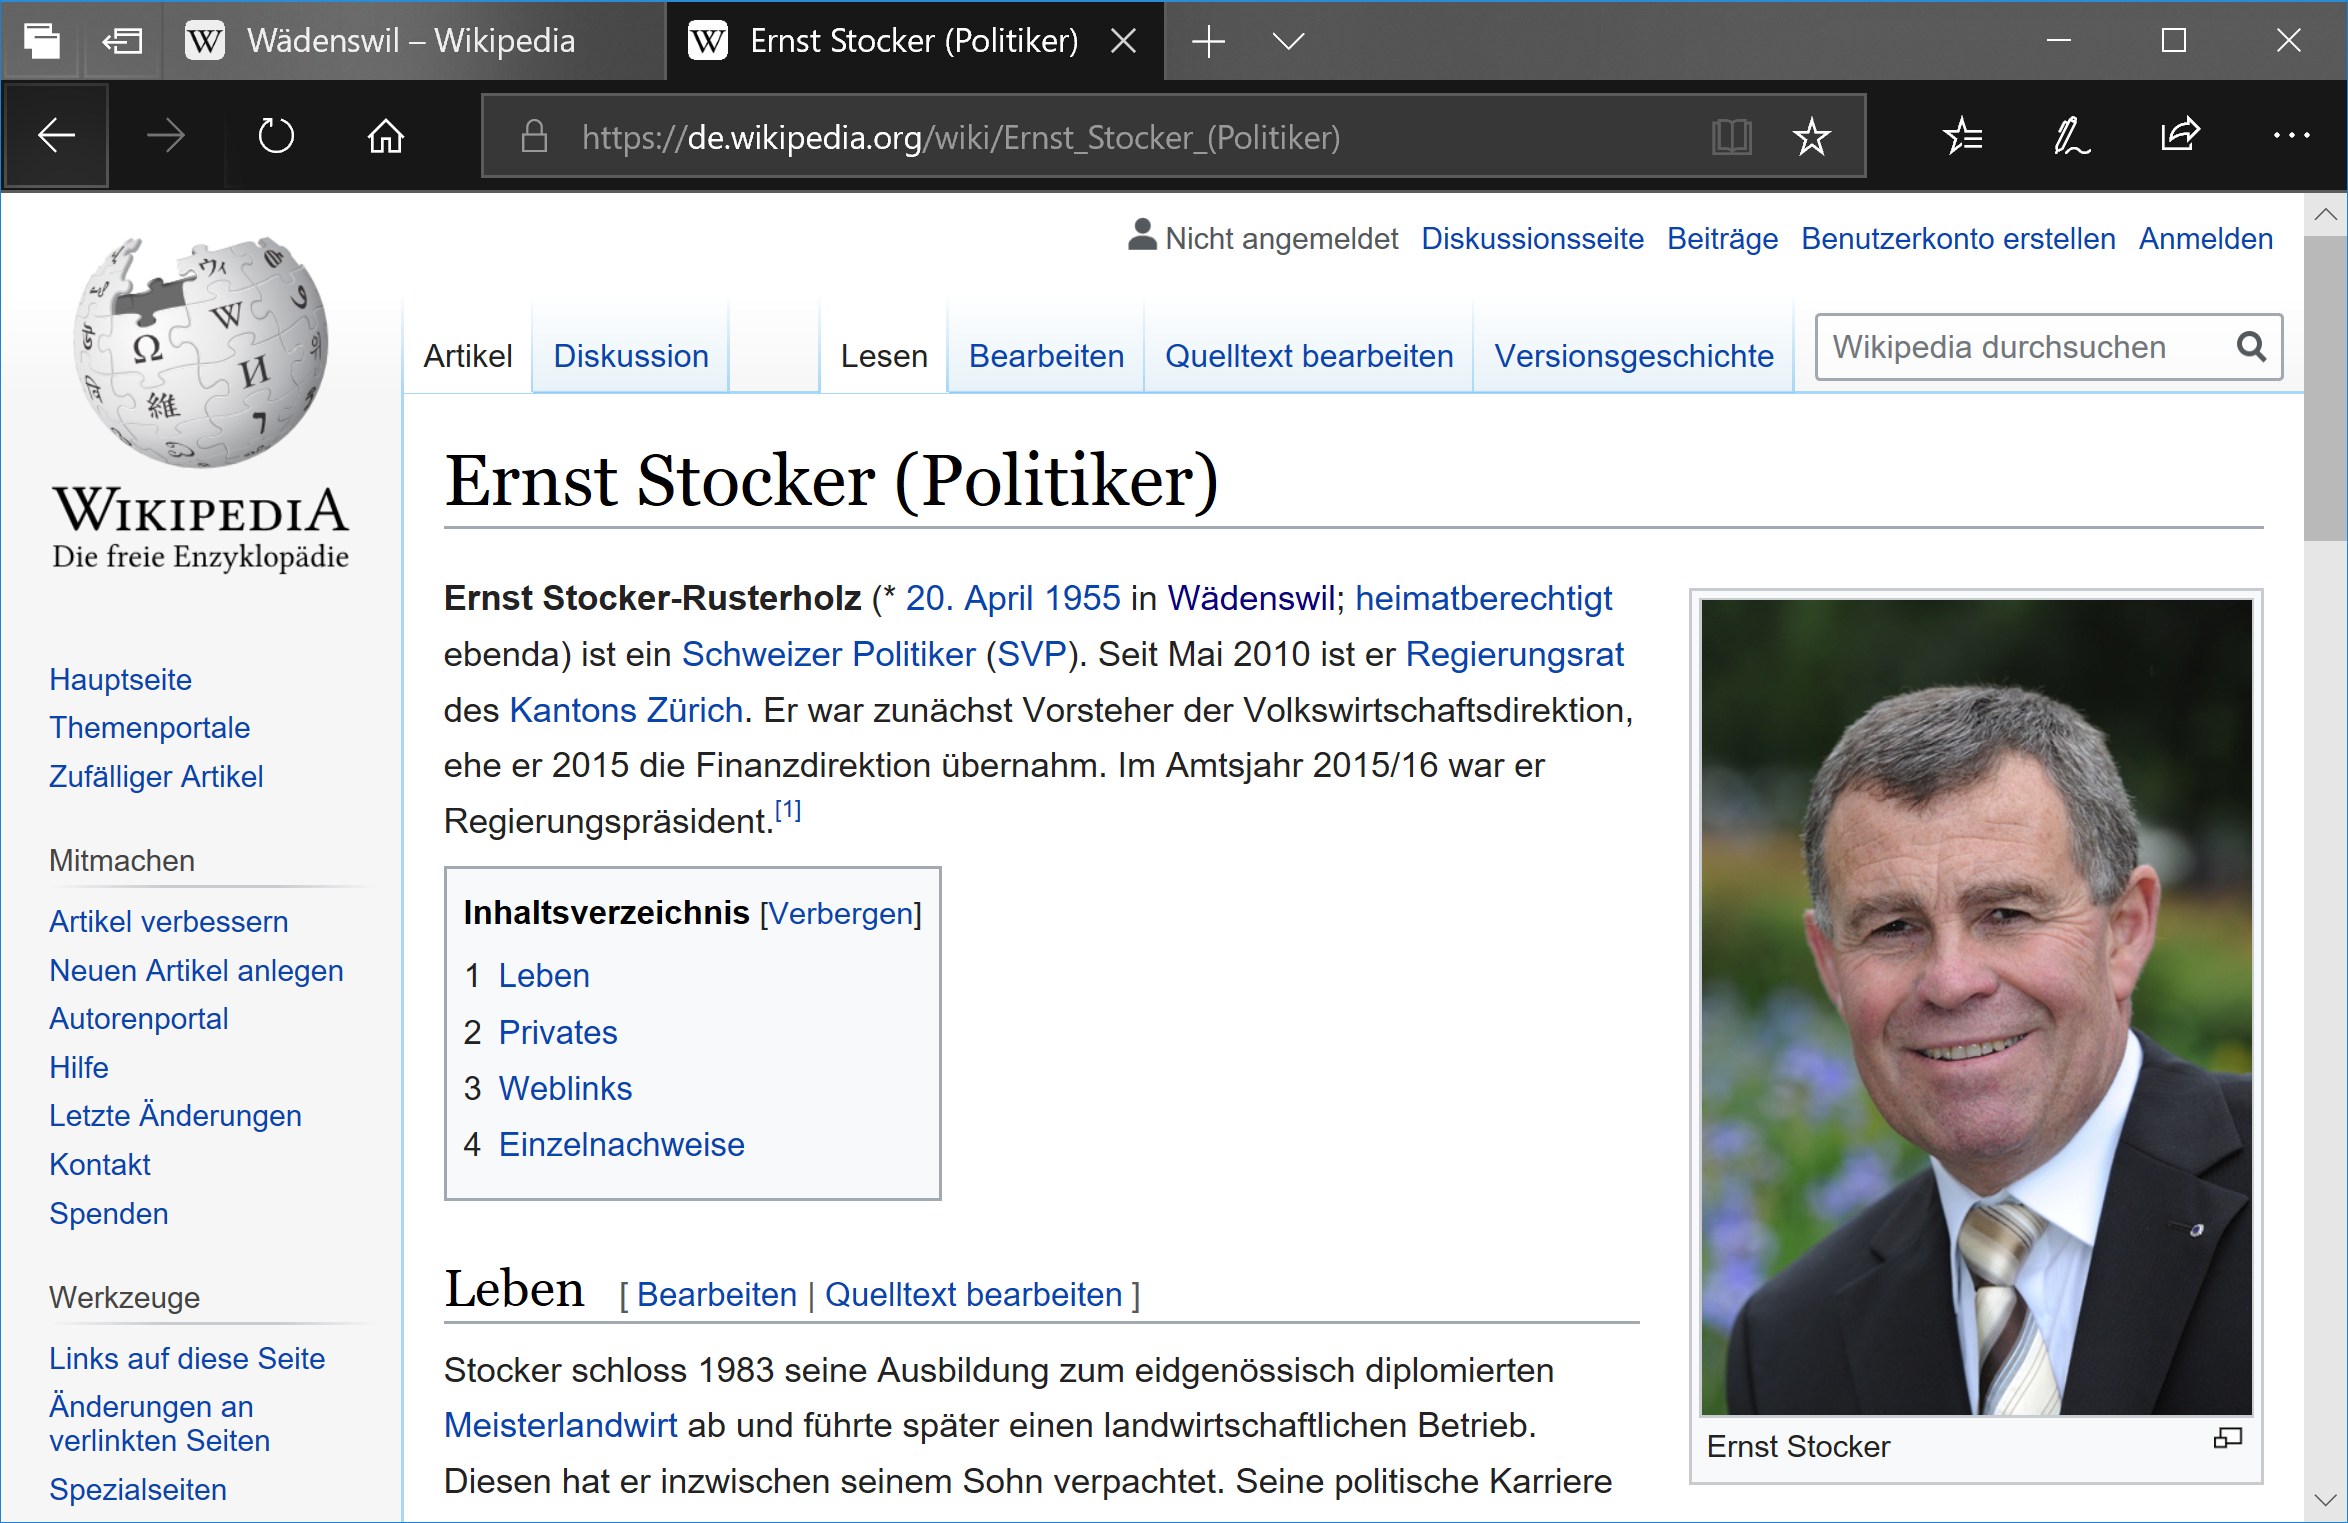 Wädenswil – Wikipedia
Ernst Stocker (Politiker)
https://de.wikipedia.org/wiki/Ernst_Stocker_(Politiker)
Nicht angemeldet Diskussionsseite Beiträge Benutzerkonto erstellen Anmelden
Artikel Diskussion Lesen Bearbeiten Quelltext bearbeiten Versionsgeschichte Wikipedia durchsuchen
Ω W И 維
WIKIPEDIA
Die freie Enzyklopädie
Hauptseite
Themenportale
Zufälliger Artikel
Mitmachen
Artikel verbessern
Neuen Artikel anlegen
Autorenportal
Hilfe
Letzte Änderungen
Kontakt
Spenden
Werkzeuge
Links auf diese Seite
Änderungen an
verlinkten Seiten
Spezialseiten
Ernst Stocker (Politiker)
Ernst Stocker-Rusterholz (* 20. April 1955 in Wädenswil; heimatberechtigt
ebenda) ist ein Schweizer Politiker (SVP). Seit Mai 2010 ist er Regierungsrat
des Kantons Zürich. Er war zunächst Vorsteher der Volkswirtschaftsdirektion,
ehe er 2015 die Finanzdirektion übernahm. Im Amtsjahr 2015/16 war er
Regierungspräsident.[1]
Inhaltsverzeichnis [Verbergen]
1 Leben
2 Privates
3 Weblinks
4 Einzelnachweise
Leben [ Bearbeiten | Quelltext bearbeiten ]
Stocker schloss 1983 seine Ausbildung zum eidgenössisch diplomierten
Meisterlandwirt ab und führte später einen landwirtschaftlichen Betrieb.
Diesen hat er inzwischen seinem Sohn verpachtet. Seine politische Karriere
Ernst Stocker